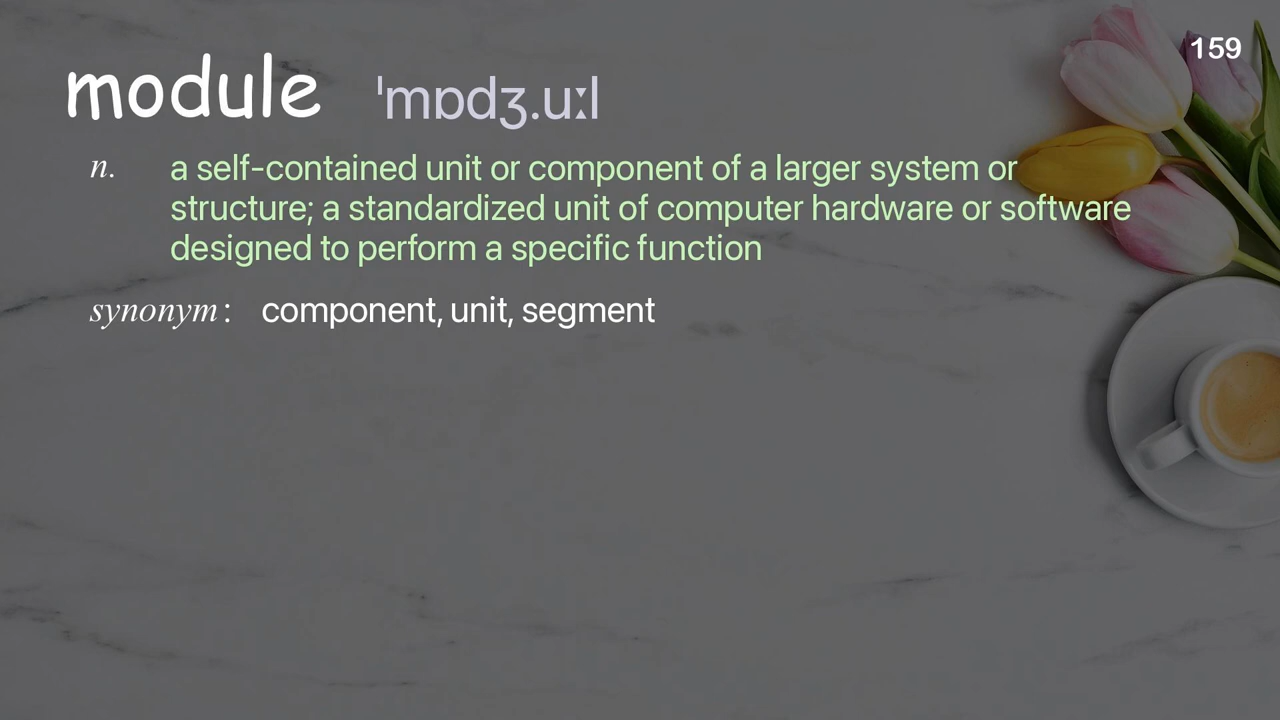 159
module ˈmɒdʒ.uːl
n. a self-contained unit or component of a larger system or
structure; a standardized unit of computer hardware or software
designed to perform a specific function
synonym: component, unit, segment